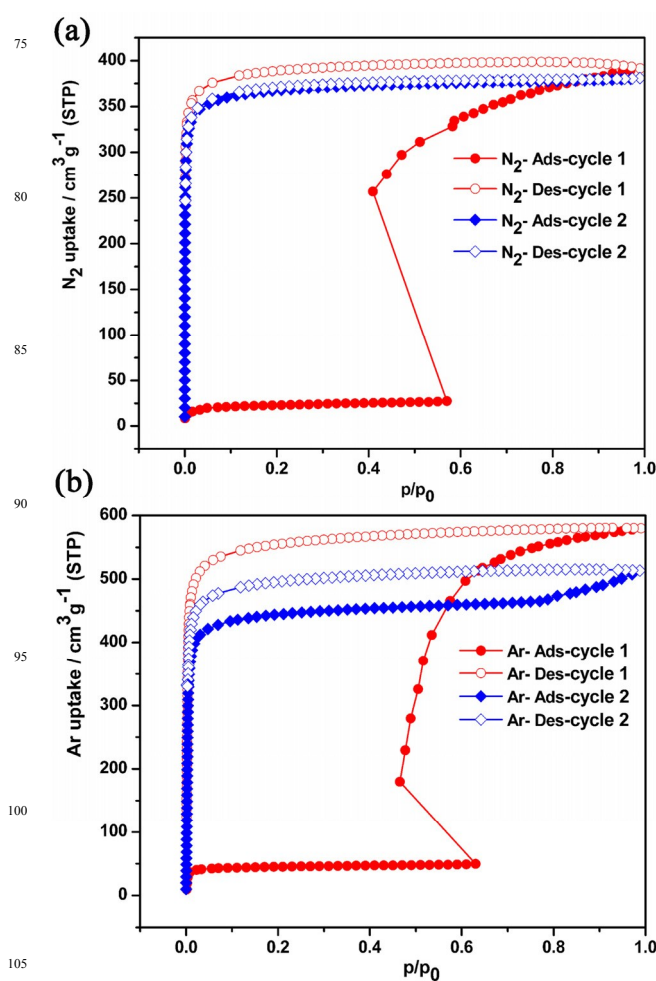 75
(a)
400
350
300
80
250
200
150
85
100
50
0
N2 uptake / cm3g-1 (STP)
N2- Ads-cycle 1
N2- Des-cycle 1
N2- Ads-cycle 2
N2- Des-cycle 2
0.0 0.2 0.4 0.6 0.8 1.0
p/p0
90
(b)
600
500
400
95
300
200
100
100
0
Ar uptake / cm3g-1 (STP)
Ar- Ads-cycle 1
Ar- Des-cycle 1
Ar- Ads-cycle 2
Ar- Des-cycle 2
0.0 0.2 0.4 0.6 0.8 1.0
p/p0
105